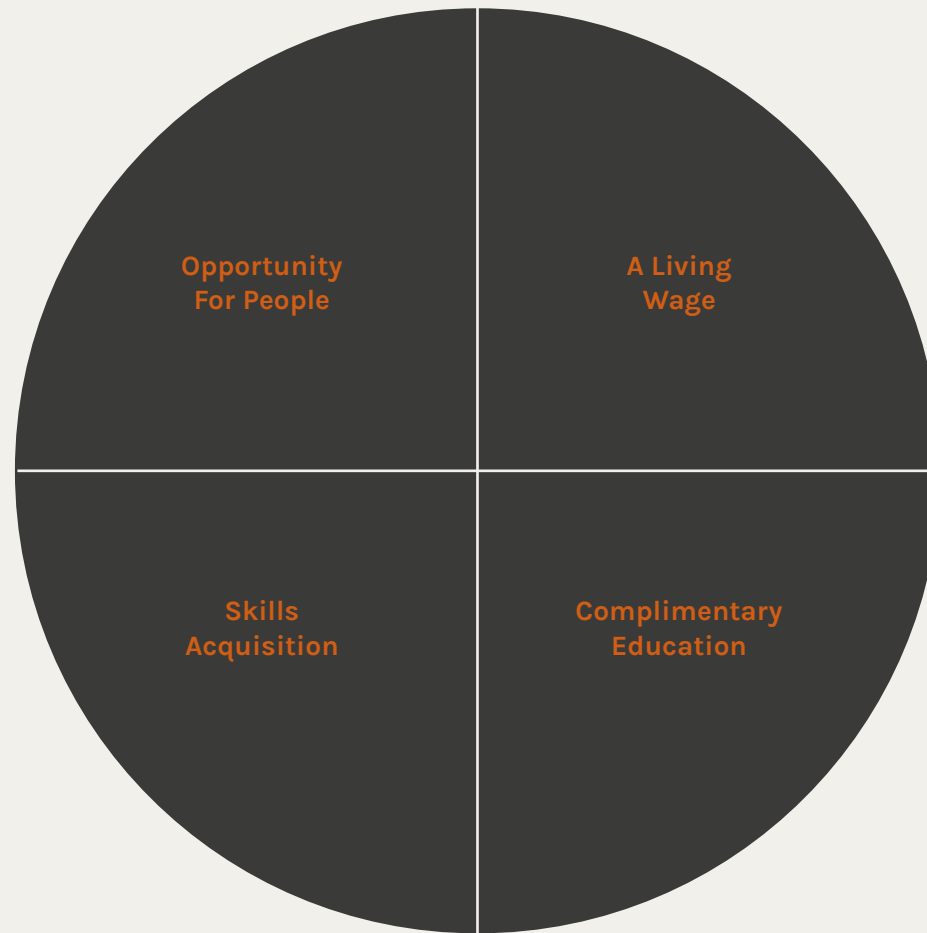 Opportunity
For People
A Living
Wage
Skills
Acquisition
Complimentary
Education